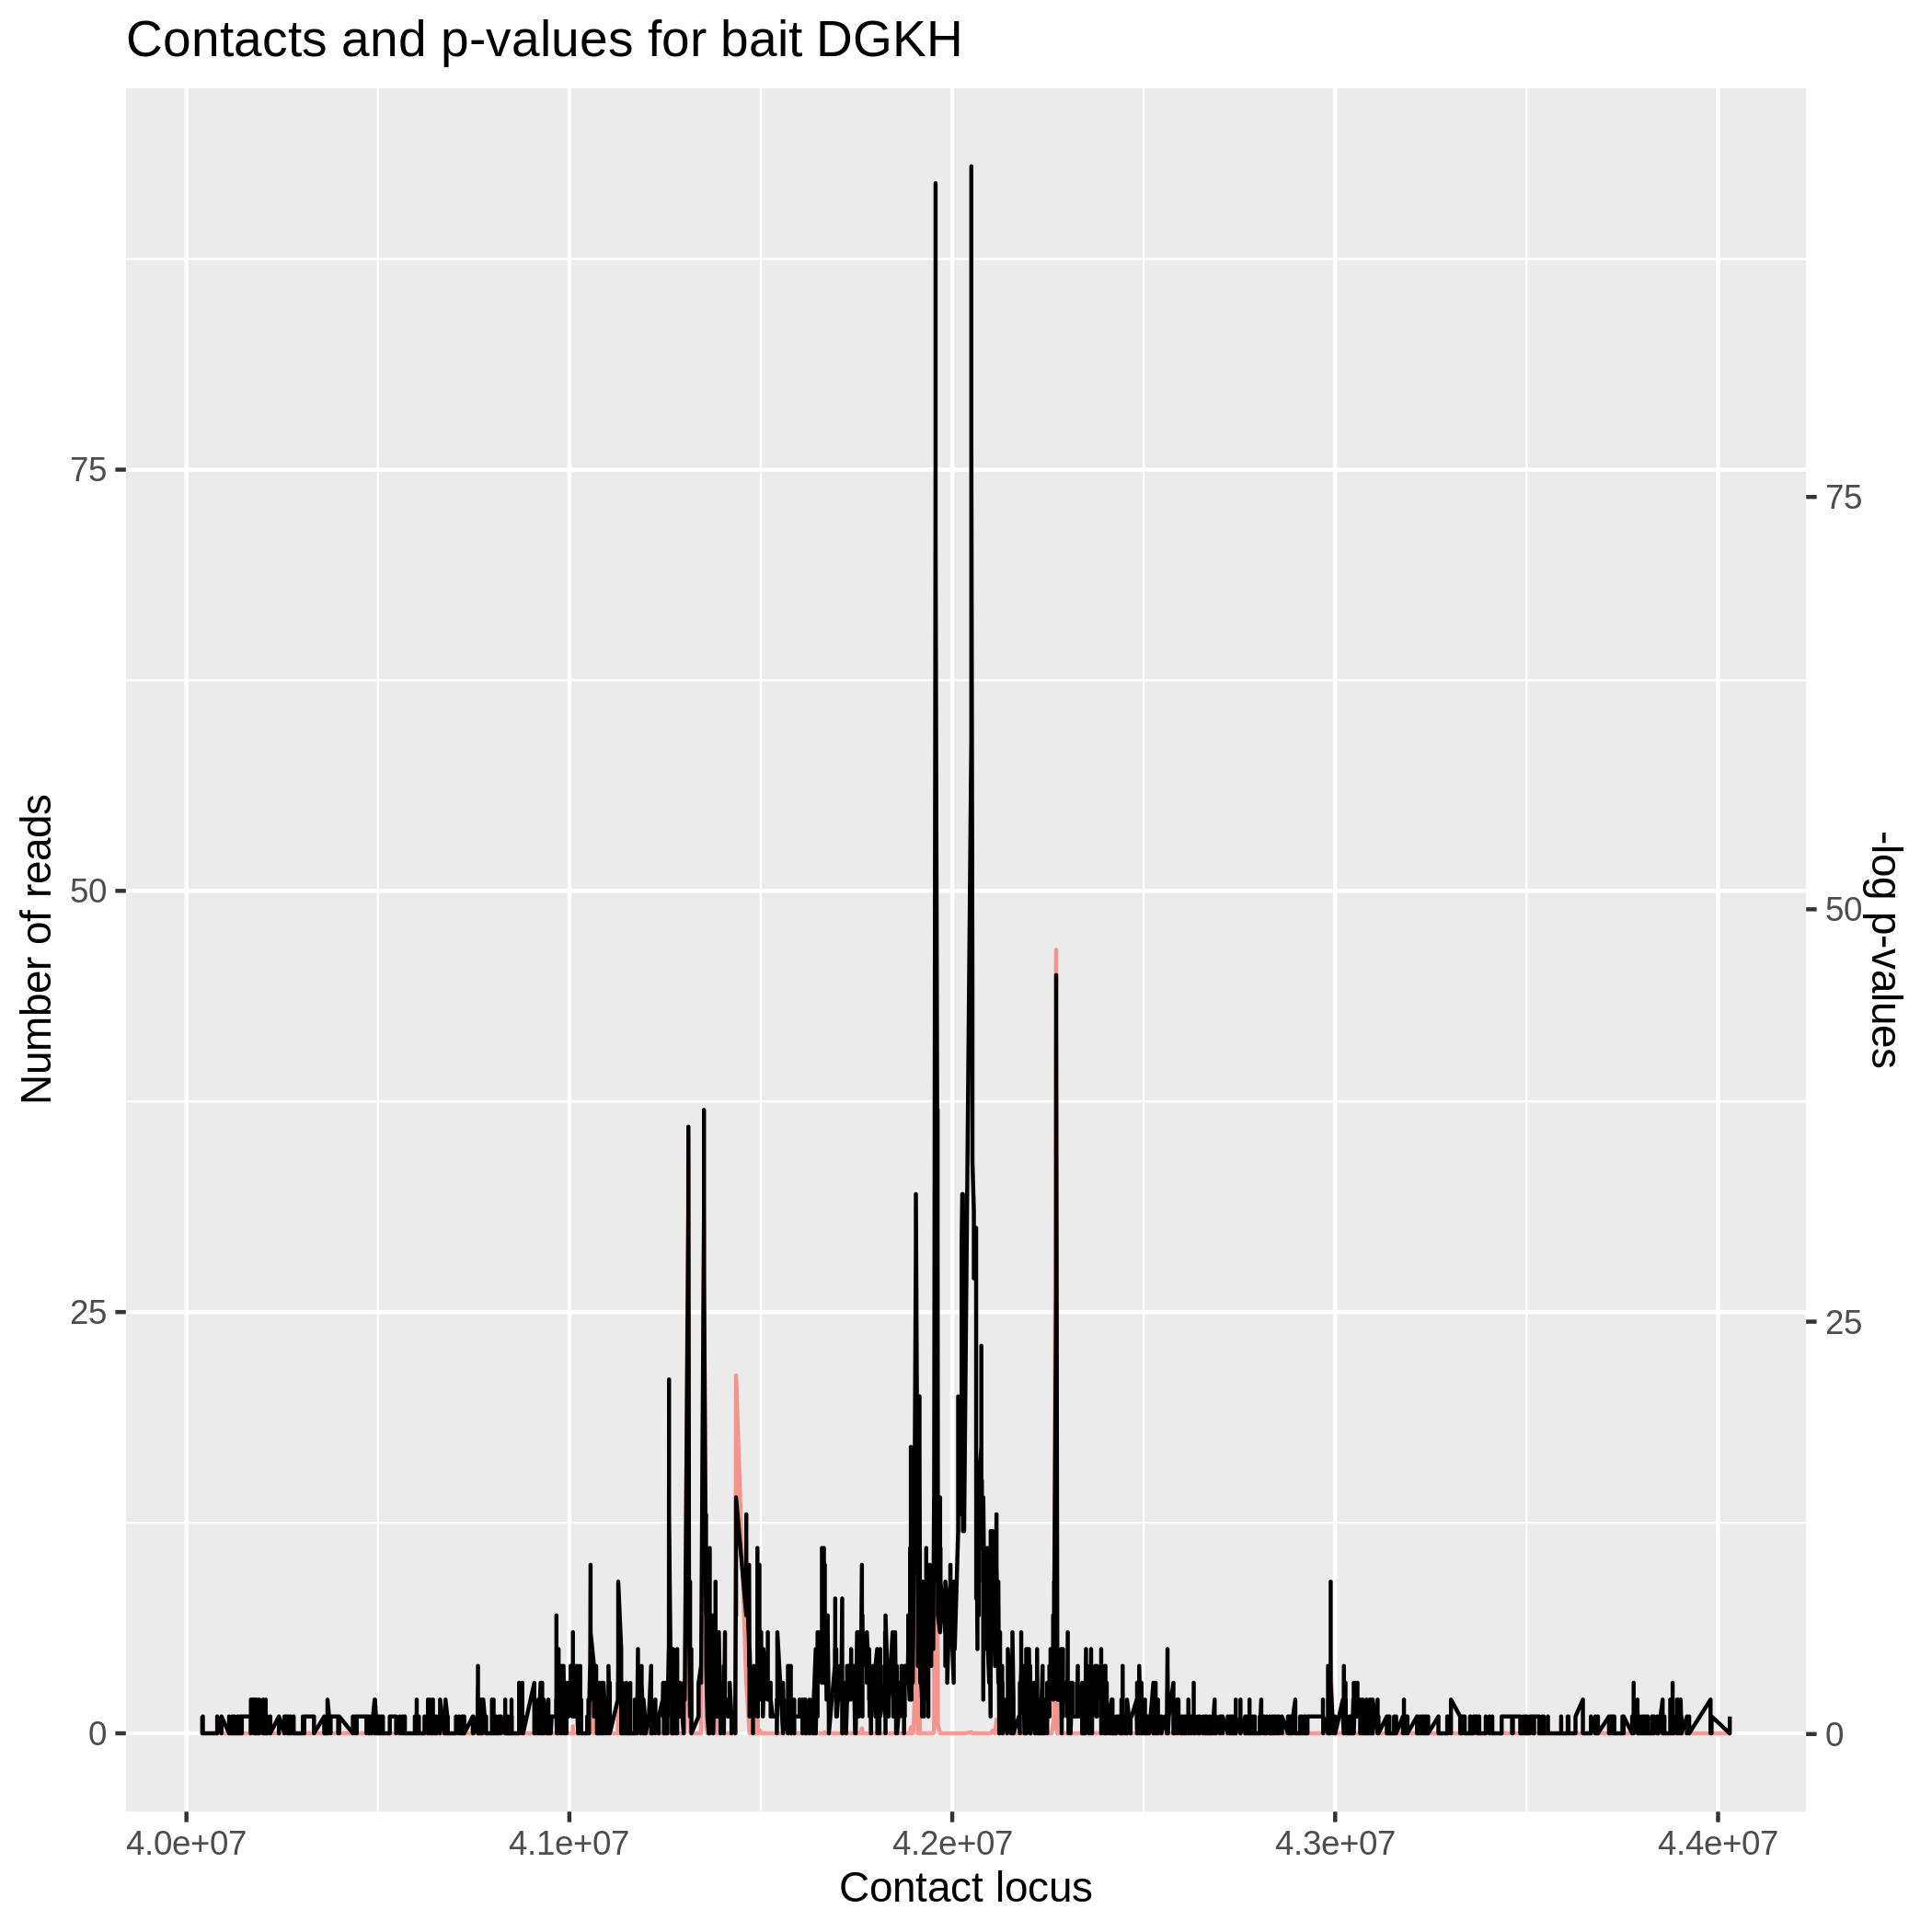 Contacts and p-values for bait DGKH
Number of reads
75
50
25
0
75
50
25
0
-log p-values
4.0e+07
4.1e+07
4.2e+07
4.3e+07
4.4e+07
Contact locus